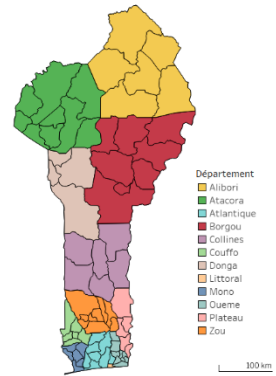 Département
Alibori
Atacora
Atlantique
Borgou
Collines
Couffo
Donga
Littoral
Mono
Oueme
Plateau
Zou
100 km